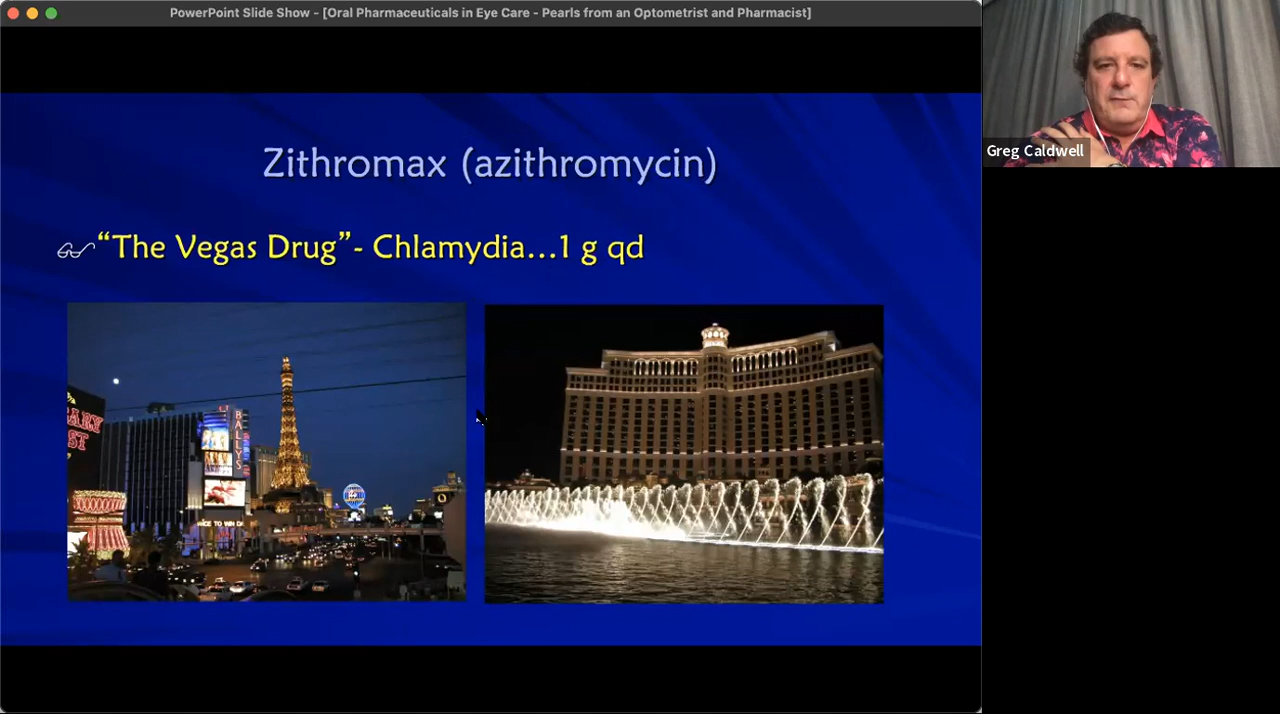 PowerPoint Slide Show - [Oral Pharmaceuticals in Eye Care - Pearls from an Optometrist and Pharmacist]
Zithromax (azithromycin)
“The Vegas Drug”- Chlamydia...1 g qd
BALLYS
Greg Caldwell